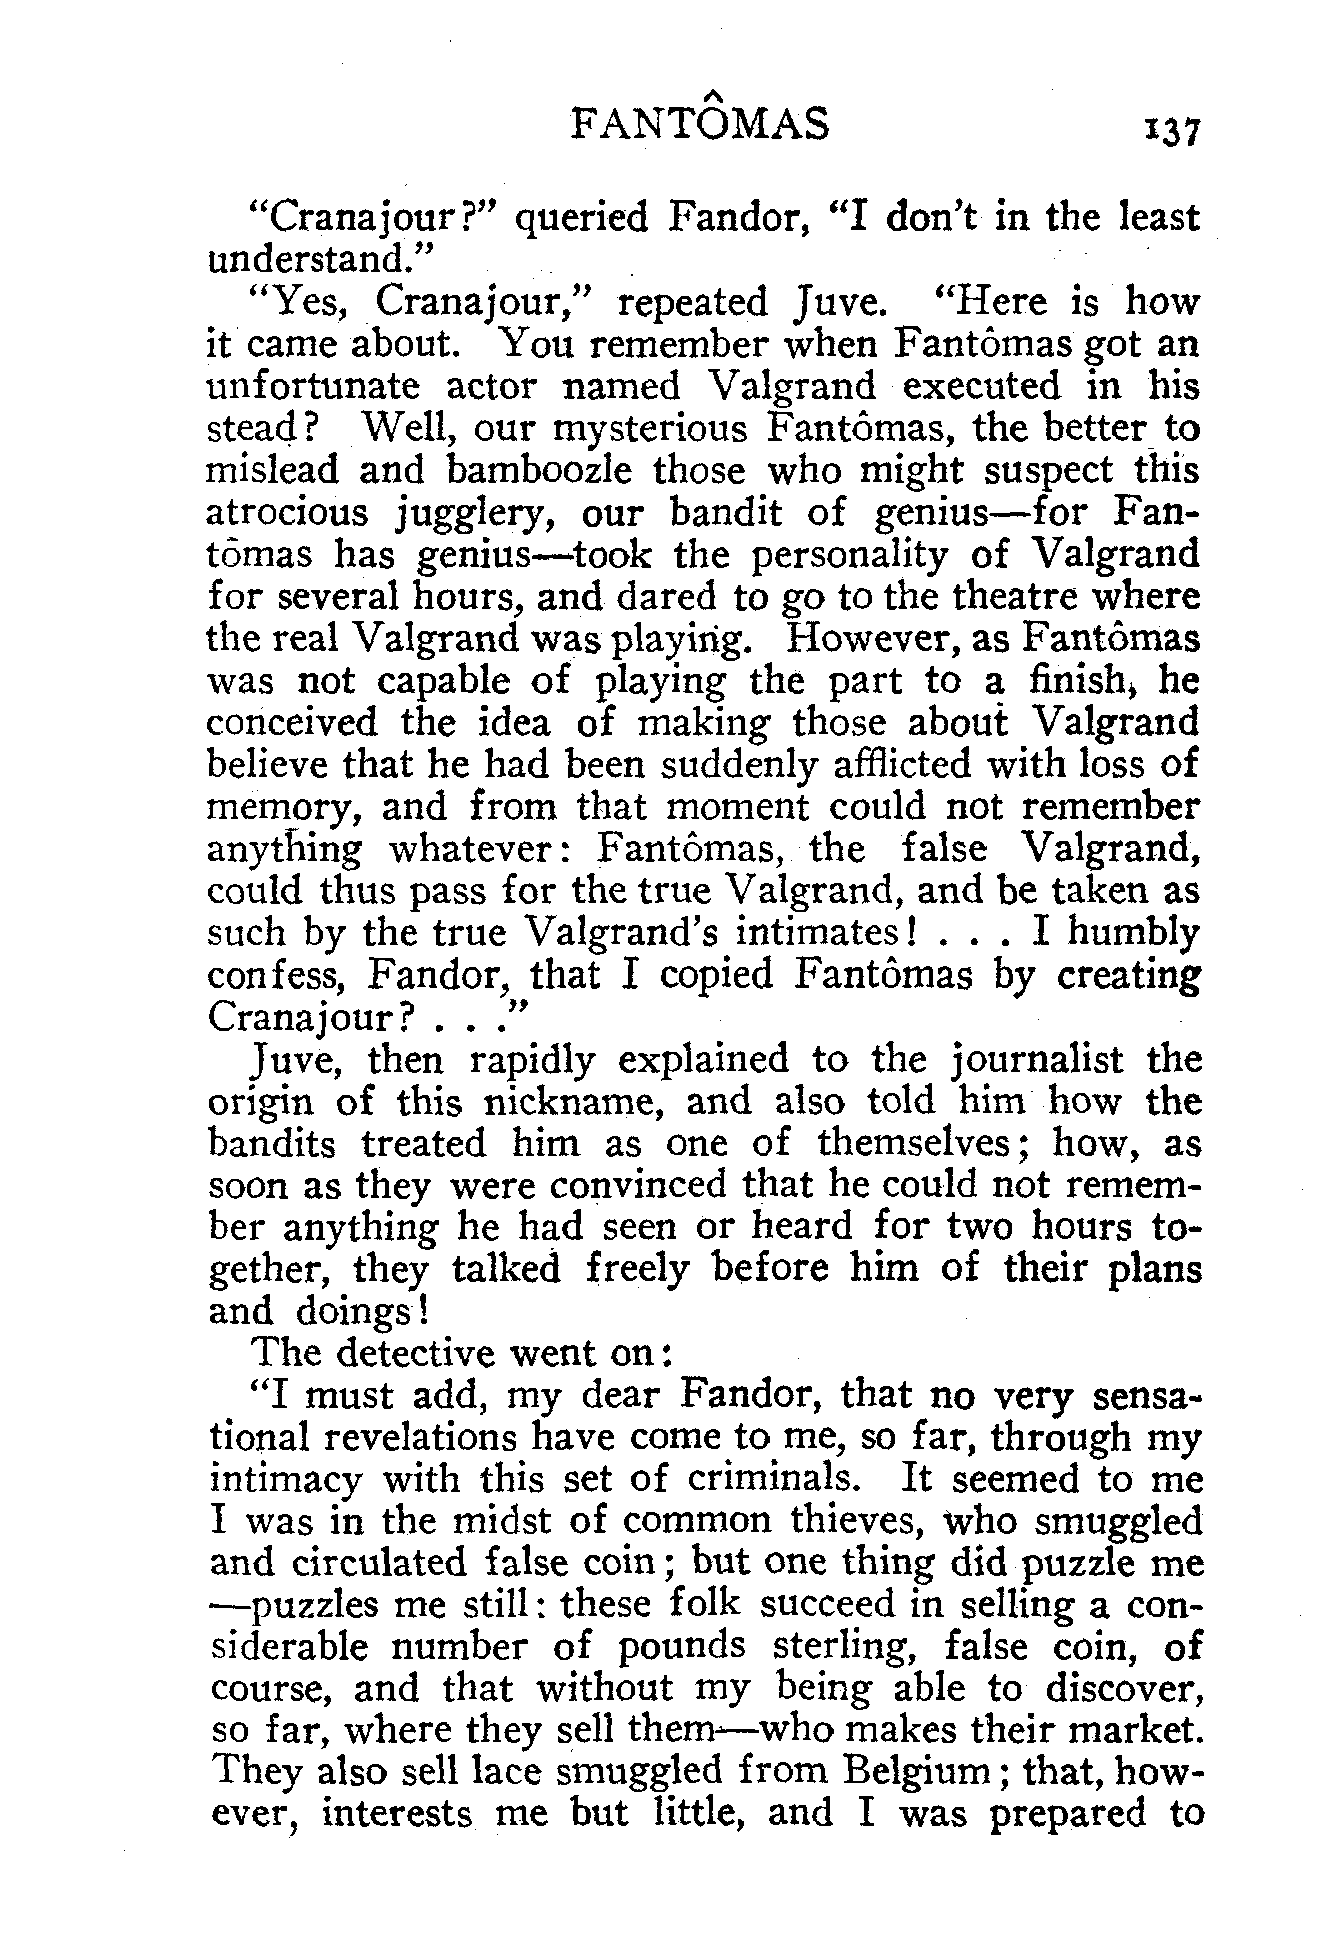 FANTÔMAS 137
"Cranajour?" queried Fandor, "I don't in the least
understand."
"Yes, Cranajour," repeated Juve. "Here is how
it came about. You remember when Fantômas got an
unfortunate actor named Valgrand executed in his
stead? Well, our mysterious Fantômas, the better to
mislead and bamboozle those who might suspect this
atrocious jugglery, our bandit of genius—for Fan-
tômas has genius—took the personality of Valgrand
for several hours, and dared to go to the theatre where
the real Valgrand was playing. However, as Fantômas
was not capable of playing the part to a finish, he
conceived the idea of making those about Valgrand
believe that he had been suddenly afflicted with loss of
memory, and from that moment could not remember
anything whatever: Fantômas, the false Valgrand,
could thus pass for the true Valgrand, and be taken as
such by the true Valgrand's intimates! . . . I humbly
confess, Fandor, that I copied Fantômas by creating
Cranajour? . . ."
Juve, then rapidly explained to the journalist the
origin of this nickname, and also told him how the
bandits treated him as one of themselves; how, as
soon as they were convinced that he could not remem-
ber anything he had seen or heard for two hours to-
gether, they talked freely before him of their plans
and doings!
The detective went on:
"I must add, my dear Fandor, that no very sensa-
tional revelations have come to me, so far, through my
intimacy with this set of criminals. It seemed to me
I was in the midst of common thieves, who smuggled
and circulated false coin; but one thing did puzzle me
—puzzles me still: these folk succeed in selling a con-
siderable number of pounds sterling, false coin, of
course, and that without my being able to discover,
so far, where they sell them—who makes their market.
They also sell lace smuggled from Belgium; that, how-
ever, interests me but little, and I was prepared to